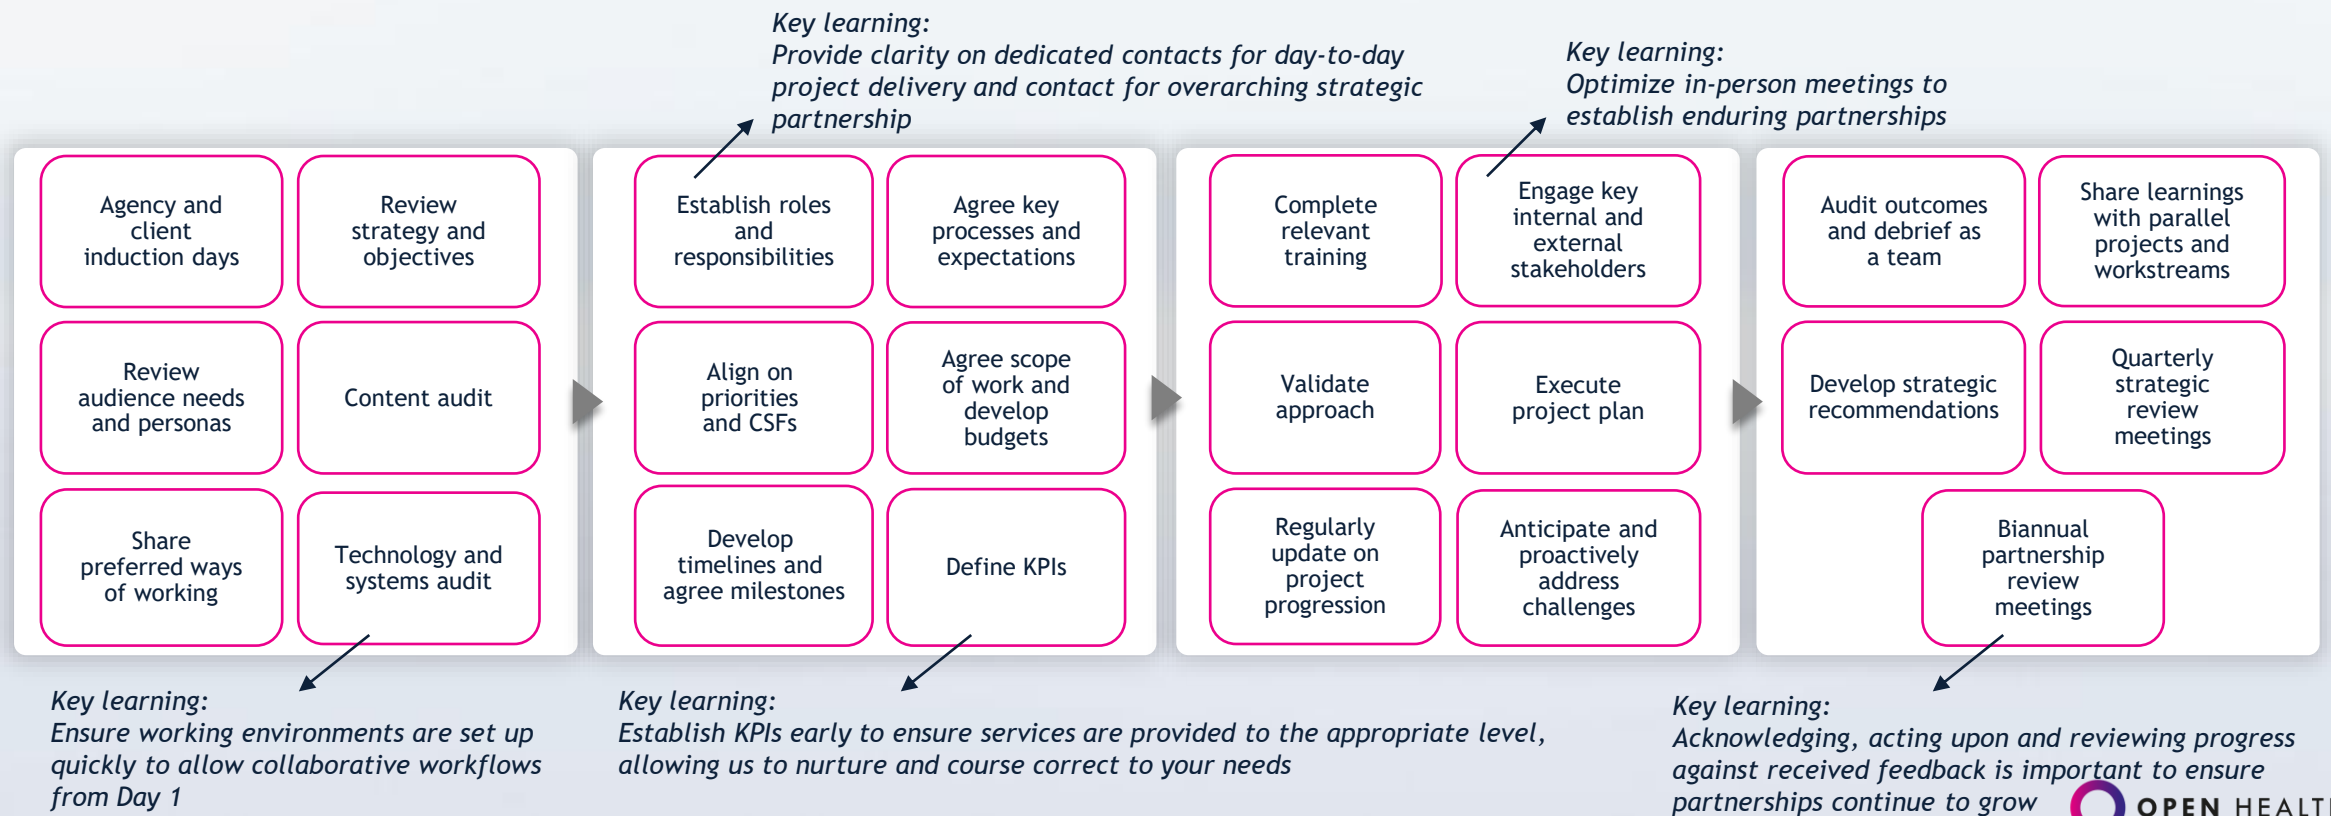 Key learning:
Provide clarity on dedicated contacts for day-to-day
project delivery and contact for overarching strategic
partnership
Key learning:
Optimize in-person meetings to
establish enduring partnerships
Agency and
client
induction days
Review
strategy and
objectives
Review
audience needs
and personas
Content audit
Share
preferred ways
of working
Technology and
systems audit
Establish roles
and
responsibilities
Agree key
processes and
expectations
Align on
priorities
and CSFs
Agree scope
of work and
develop
budgets
Develop
timelines and
agree milestones
Define KPIs
Complete
relevant
training
Engage key
internal and
external
stakeholders
Validate
approach
Execute
project plan
Regularly
update on
project
progression
Anticipate and
proactively
address
challenges
Audit outcomes
and debrief as
a team
Share learnings
with parallel
projects and
workstreams
Develop strategic
recommendations
Quarterly
strategic
review
meetings
Biannual
partnership
review
meetings
Key learning:
Ensure working environments are set up
quickly to allow collaborative workflows
from Day 1
Key learning:
Establish KPIs early to ensure services are provided to the appropriate level,
allowing us to nurture and course correct to your needs
Key learning:
Acknowledging, acting upon and reviewing progress
against received feedback is important to ensure
partnerships continue to grow
OPEN HEALTH